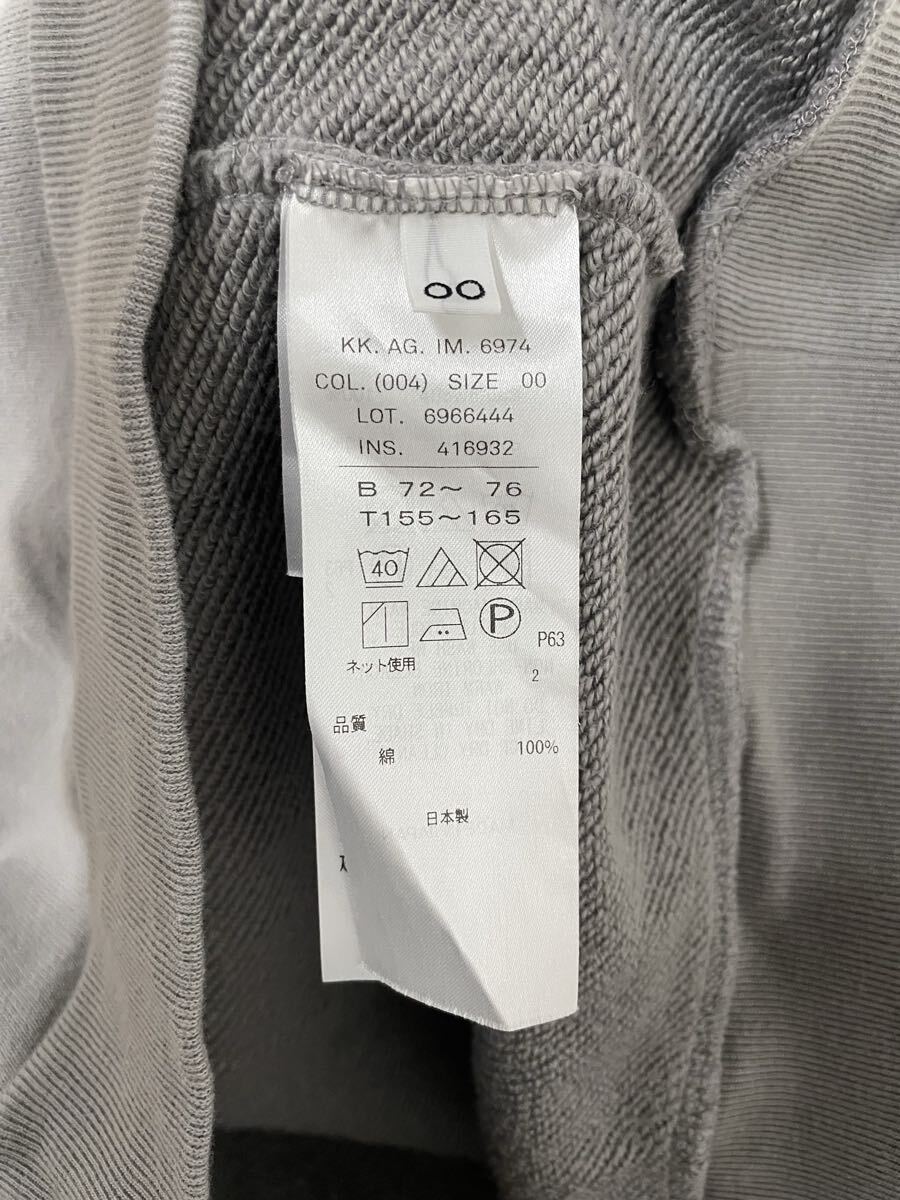 OO
KK. AG. IM. 6974
COL. (004) SIZE 00
LOT. 6966444
INS. 416932
B 72～ 76
T155～165
40
P
P63
ネット使用
2
品質
綿 100%
日本製